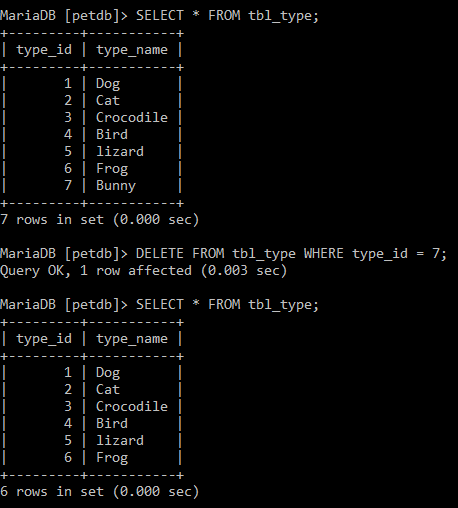 MariaDB [petdb]> SELECT * FROM tbl_type;
+---------+-----------+
| type_id | type_name |
+---------+-----------+
|       1 | Dog       |
|       2 | Cat       |
|       3 | Crocodile |
|       4 | Bird      |
|       5 | lizard    |
|       6 | Frog      |
|       7 | Bunny     |
+---------+-----------+
7 rows in set (0.000 sec)
MariaDB [petdb]> DELETE FROM tbl_type WHERE type_id = 7;
Query OK, 1 row affected (0.003 sec)
MariaDB [petdb]> SELECT * FROM tbl_type;
+---------+-----------+
| type_id | type_name |
+---------+-----------+
|       1 | Dog       |
|       2 | Cat       |
|       3 | Crocodile |
|       4 | Bird      |
|       5 | lizard    |
|       6 | Frog      |
+---------+-----------+
6 rows in set (0.000 sec)